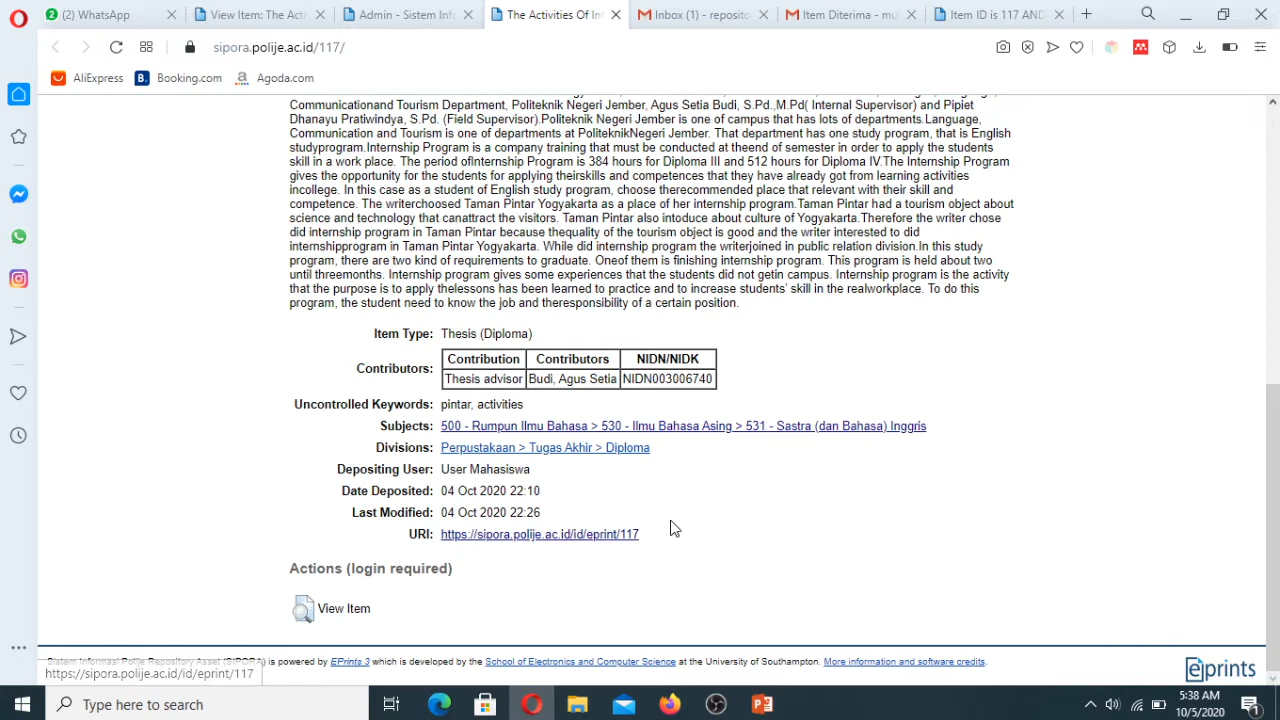 (2) WhatsApp
View Item: The Acti
Admin - Sistem Info
The Activities Of Int
Inbox (1) - reposito
Item Diterima - mu
Item ID is 117 AND
sipora.polije.ac.id/117/
AliExpress
Booking.com
Agoda.com
Communicationand Tourism Department, Politeknik Negeri Jember, Agus Setia Budi, S.Pd.,M.Pd( Internal Supervisor) and Pipiet
Dhanayu Pratiwindya, S.Pd. (Field Supervisor).Politeknik Negeri Jember is one of campus that has lots of departments.Language,
Communication and Tourism is one of departments at PoliteknikNegeri Jember. That department has one study program, that is English
studyprogram.Internship Program is a company training that must be conducted at theend of semester in order to apply the students
skill in a work place. The period ofInternship Program is 384 hours for Diploma III and 512 hours for Diploma IV.The Internship Program
gives the opportunity for the students for applying theirskills and competences that they have already got from learning activities
incollege. In this case as a student of English study program, choose therecommended place that relevant with their skill and
competence. The writerchoosed Taman Pintar Yogyakarta as a place of her internship program.Taman Pintar had a tourism object about
science and technology that canattract the visitors. Taman Pintar also intoduce about culture of Yogyakarta.Therefore the writer chose
did internship program in Taman Pintar because thequality of the tourism object is good and the writer interested to did
internshipprogram in Taman Pintar Yogyakarta. While did internship program the writerjoined in public relation division.In this study
program, there are two kind of requirements to graduate. Oneof them is finishing internship program. This program is held about two
until threemonths. Internship program gives some experiences that the students did not getin campus. Internship program is the activity
that the purpose is to apply thelessons has been learned to practice and to increase students' skill in the realworkplace. To do this
program, the student need to know the job and theresponsibility of a certain position.
Item Type: Thesis (Diploma)
Contributors:
Contribution Contributors NIDN/NIDK
Thesis advisor Budi, Agus Setia NIDN003006740
Uncontrolled Keywords: pintar, activities
Subjects: 500 - Rumpun Ilmu Bahasa > 530 - Ilmu Bahasa Asing > 531 - Sastra (dan Bahasa) Inggris
Divisions: Perpustakaan > Tugas Akhir > Diploma
Depositing User: User Mahasiswa
Date Deposited: 04 Oct 2020 22:10
Last Modified: 04 Oct 2020 22:26
URI: https://sipora.polije.ac.id/id/eprint/117
Actions (login required)
View Item
Sistem Informasi Polije Repository Asset (SIPORA) is powered by EPrints 3 which is developed by the School of Electronics and Computer Science at the University of Southampton. More information and software credits.
https://sipora.polije.ac.id/id/eprint/117
eprints
Type here to search
5:38 AM
10/5/2020